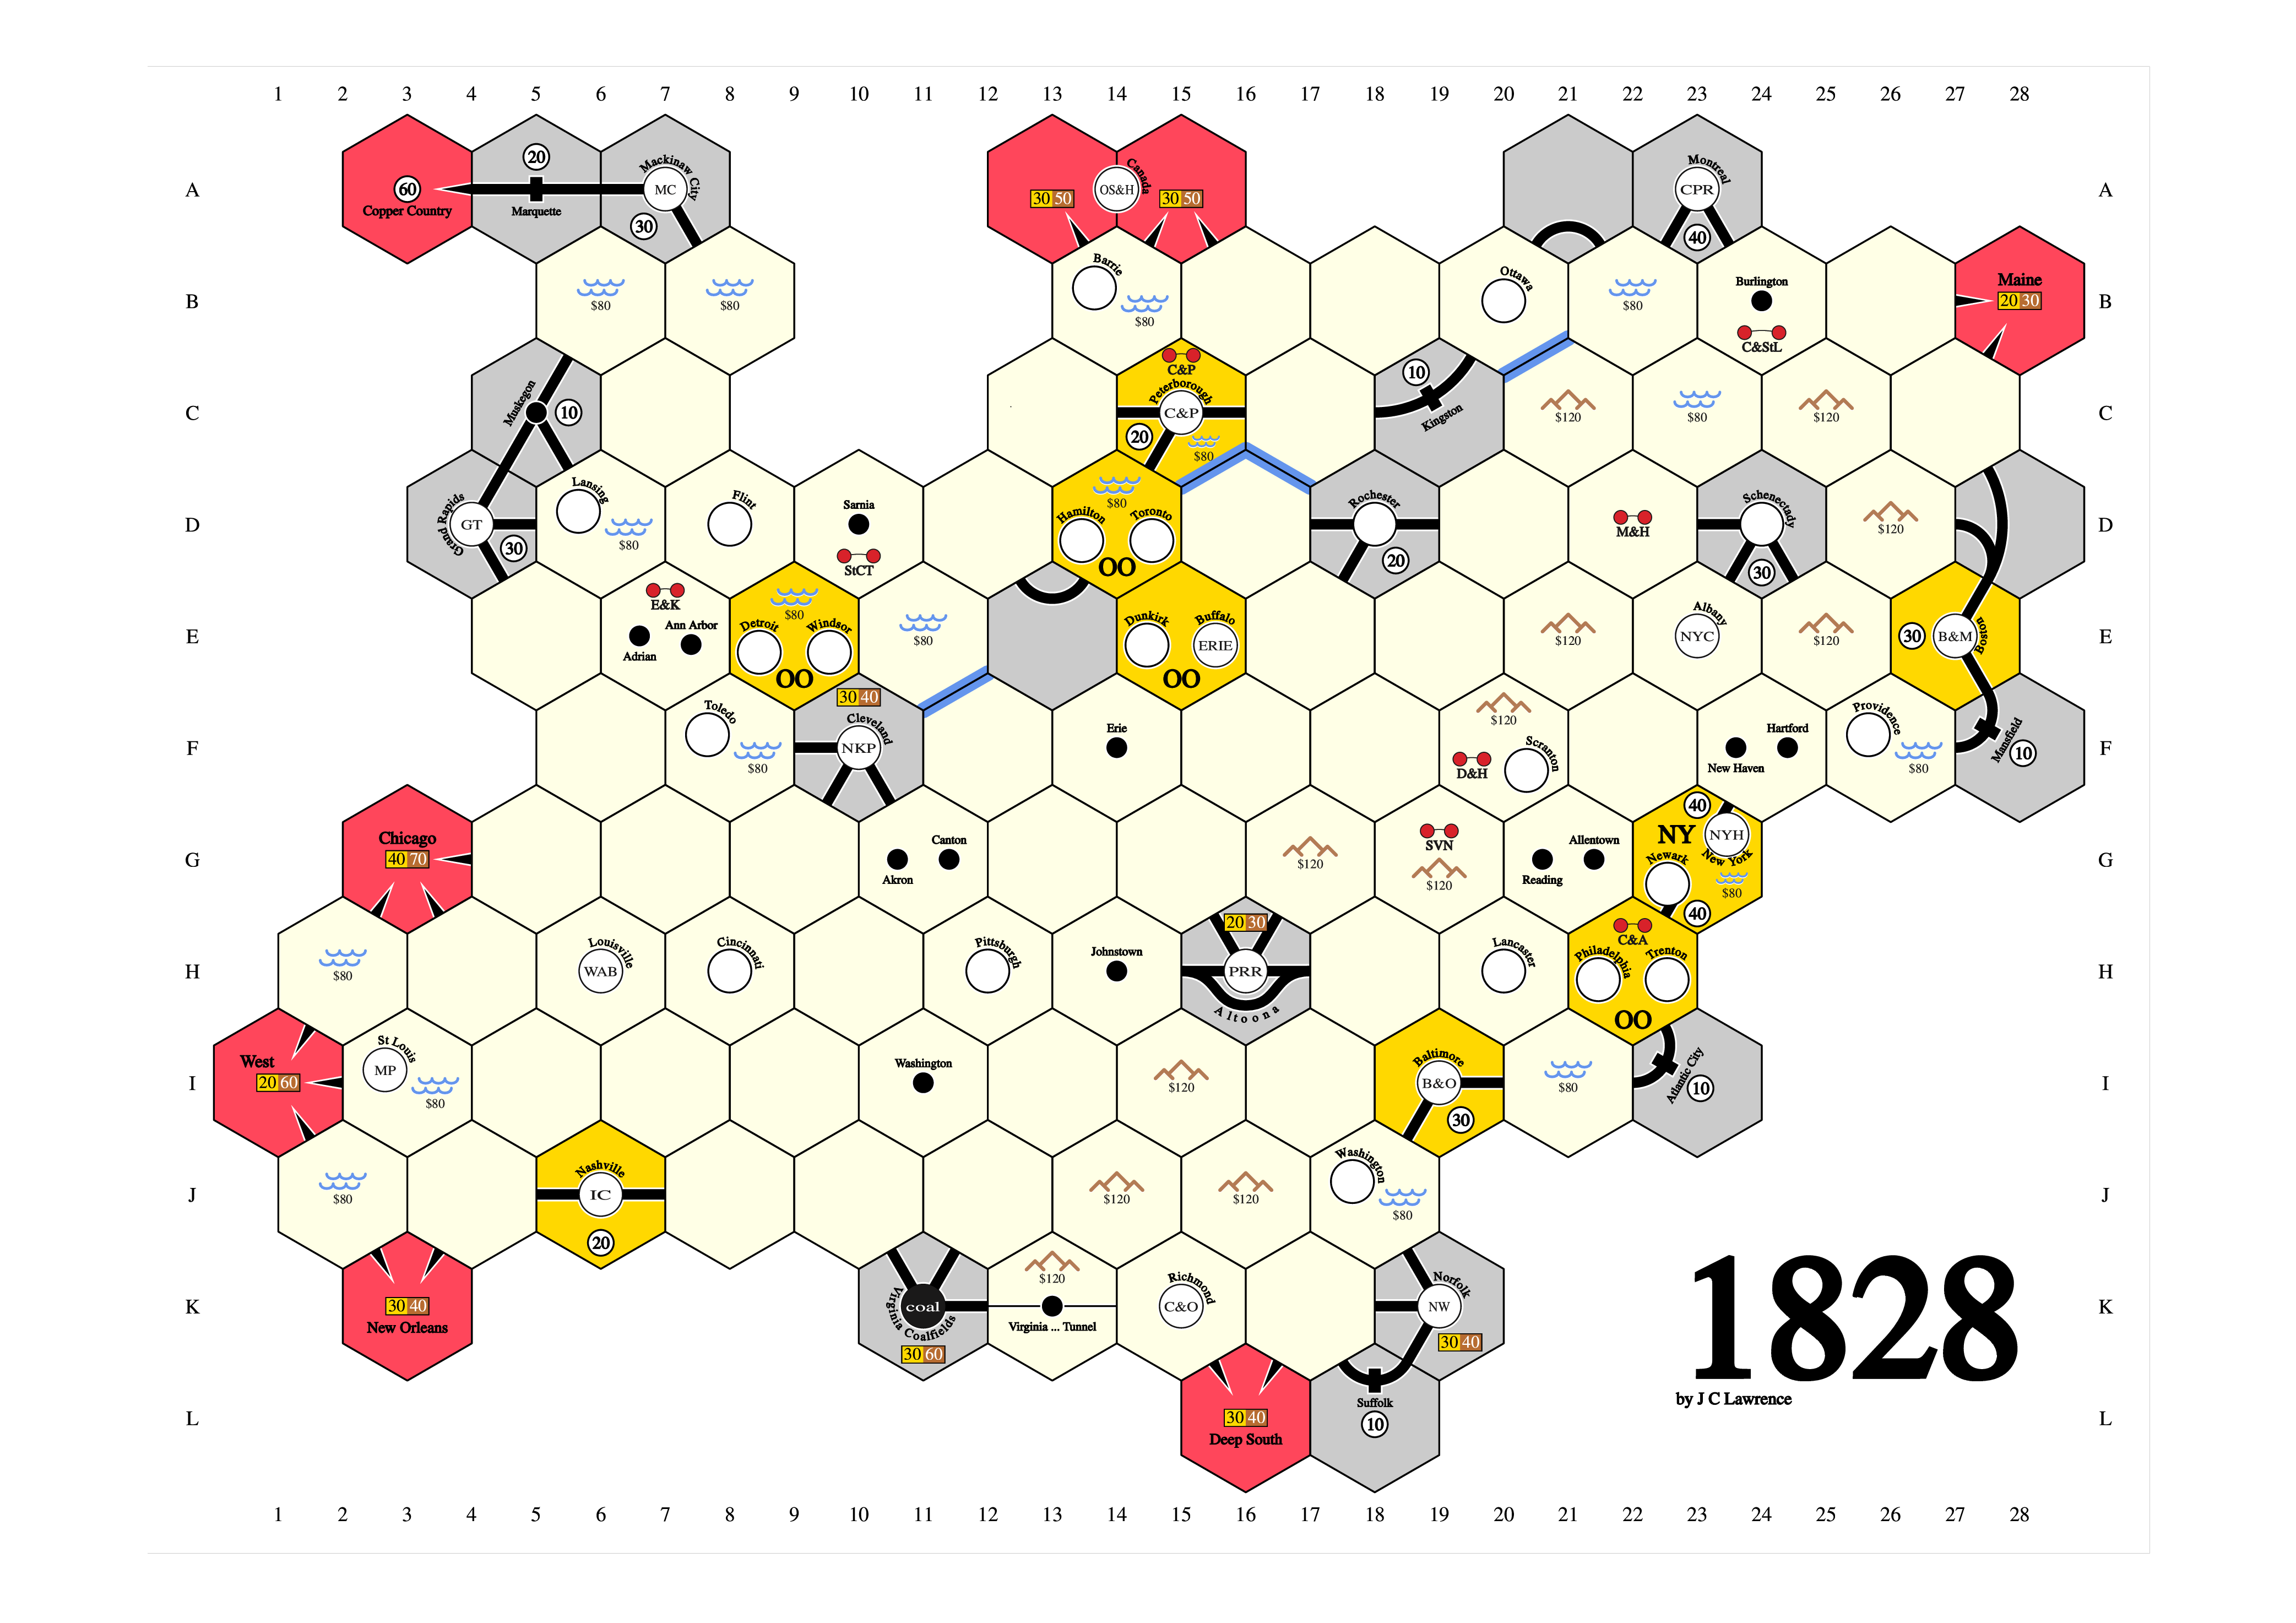 1 2 3 4 5 6 7 8 9 10 11 12 13 14 15 16 17 18 19 20 21 22 23 24 25 26 27 28
A
60
Copper Country
20
Marquette
Mackinaw City
MC
30
30 50
OS&H
Canada
30 50
Montreal
CPR
40
A
B
$80
$80
Barrie
$80
Ottawa
$80
Burlington
C&StL
Maine
20 30
B
C
Muskegon
10
C&P
Peterborough
C&P
20
$80
10
Kingston
$120
$80
$120
C
D
Grand Rapids
GT
30
Lansing
$80
Flint
Sarnia
StCT
$80
Hamilton
Toronto
OO
Rochester
20
M&H
Schenectady
30
$120
D
E
E&K
Ann Arbor
Adrian
$80
Detroit
Windsor
OO
$80
Dunkirk
Buffalo
ERIE
OO
$120
Albany
NYC
$120
30
B&M
Boston
E
F
Toledo
$80
30 40
Cleveland
NKP
Erie
$120
D&H
Scranton
Hartford
New Haven
Providence
$80
Mansfield
10
F
G
Chicago
40 70
Canton
Akron
$120
SVN
$120
Allentown
Reading
40
NY
NYH
New York
Newark
$80
40
G
H
$80
Louisville
WAB
Cincinnati
Pittsburgh
Johnstown
20 30
PRR
Altoona
Lancaster
C&A
Philadelphia
Trenton
OO
H
I
West
20 60
St Louis
MP
$80
Washington
$120
Baltimore
B&O
30
$80
Atlantic City
10
I
J
$80
Nashville
IC
20
$120
$120
Washington
$80
J
K
30 40
New Orleans
coal
Virginia Coalfields
30 60
$120
Virginia ... Tunnel
Richmond
C&O
Norfolk
NW
30 40
K
1828
by J C Lawrence
L
30 40
Deep South
Suffolk
10
L
1 2 3 4 5 6 7 8 9 10 11 12 13 14 15 16 17 18 19 20 21 22 23 24 25 26 27 28